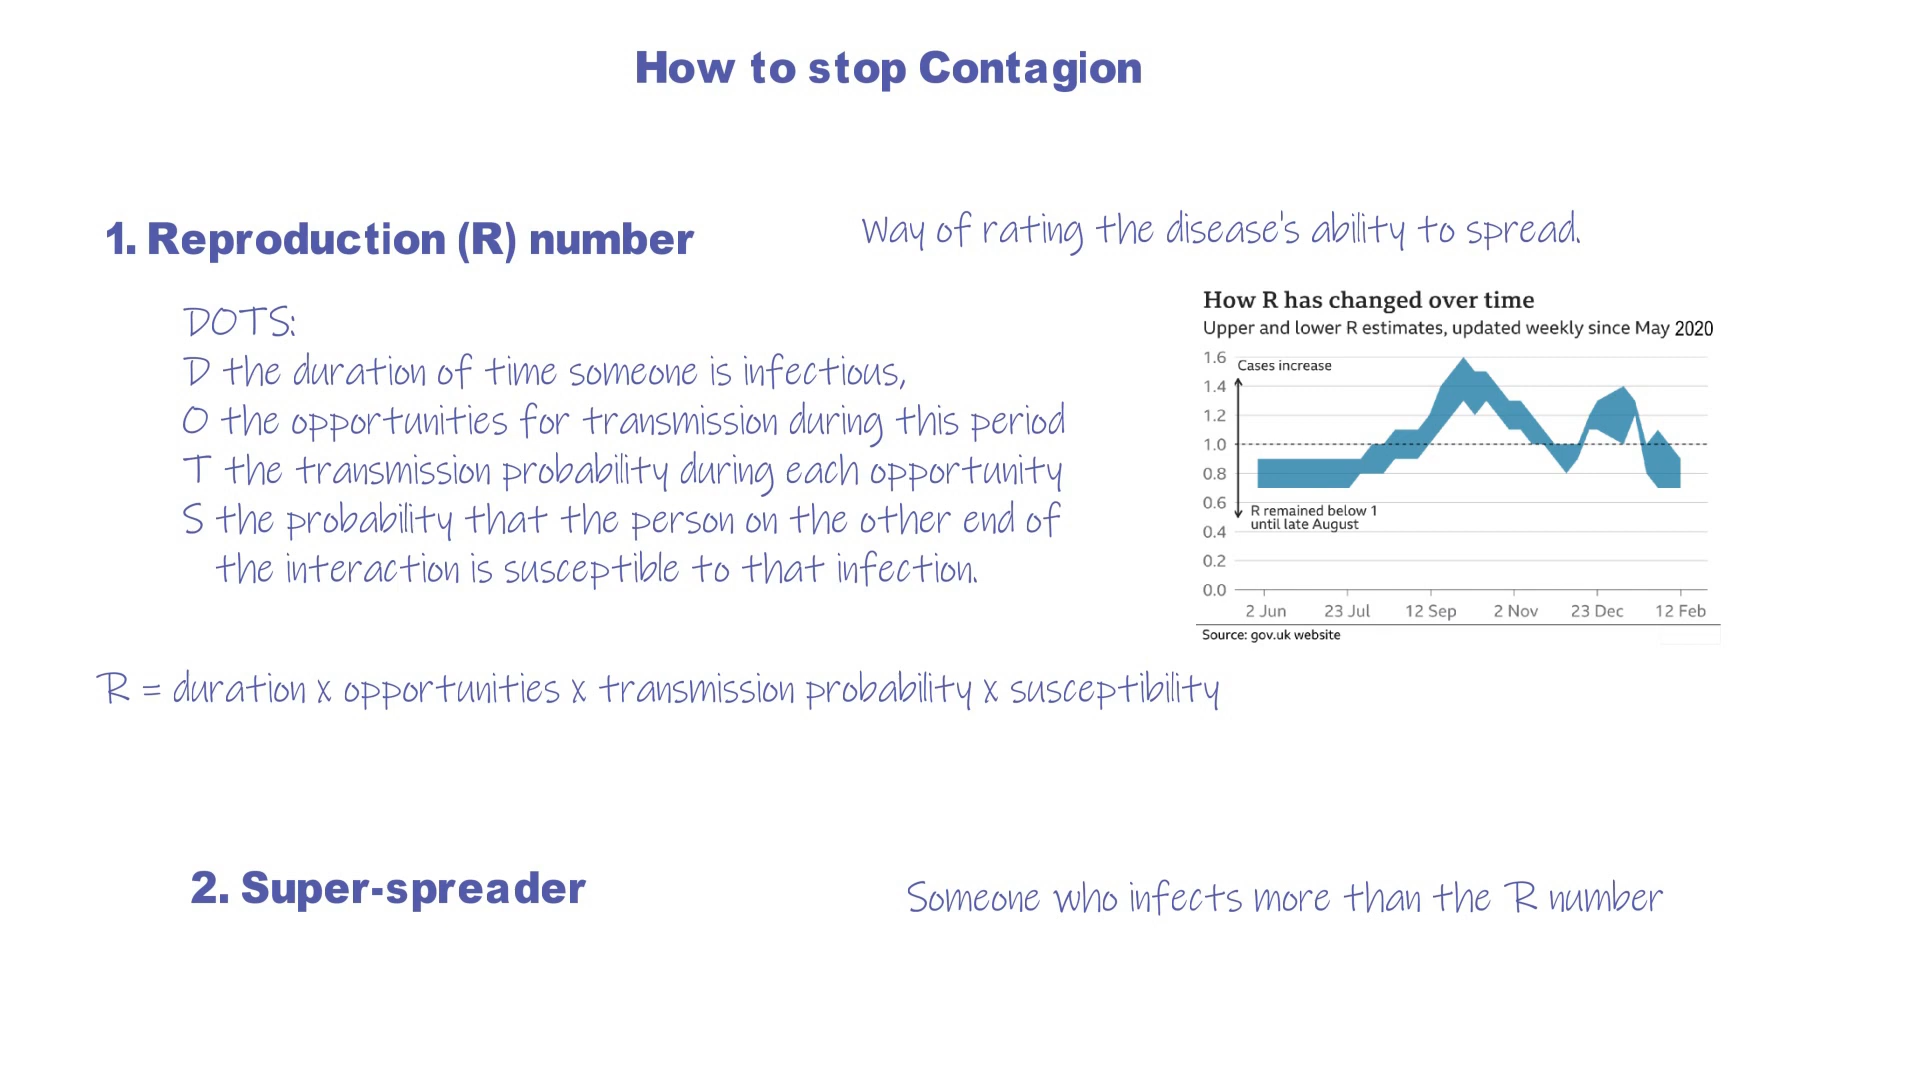 How to stop Contagion
1. Reproduction (R) number
Way of rating the disease's ability to spread.
DOTS:
D the duration of time someone is infectious,
O the opportunities for transmission during this period
T the transmission probability during each opportunity
S the probability that the person on the other end of
the interaction is susceptible to that infection.
How R has changed over time
Upper and lower R estimates, updated weekly since May 2020
1.6
Cases increase
1.4
1.2
1.0
0.8
0.6
R remained below 1
until late August
0.4
0.2
0.0
2 Jun 23 Jul 12 Sep 2 Nov 23 Dec 12 Feb
Source: gov.uk website
R = duration x opportunities x transmission probability x susceptibility
2. Super-spreader
Someone who infects more than the R number